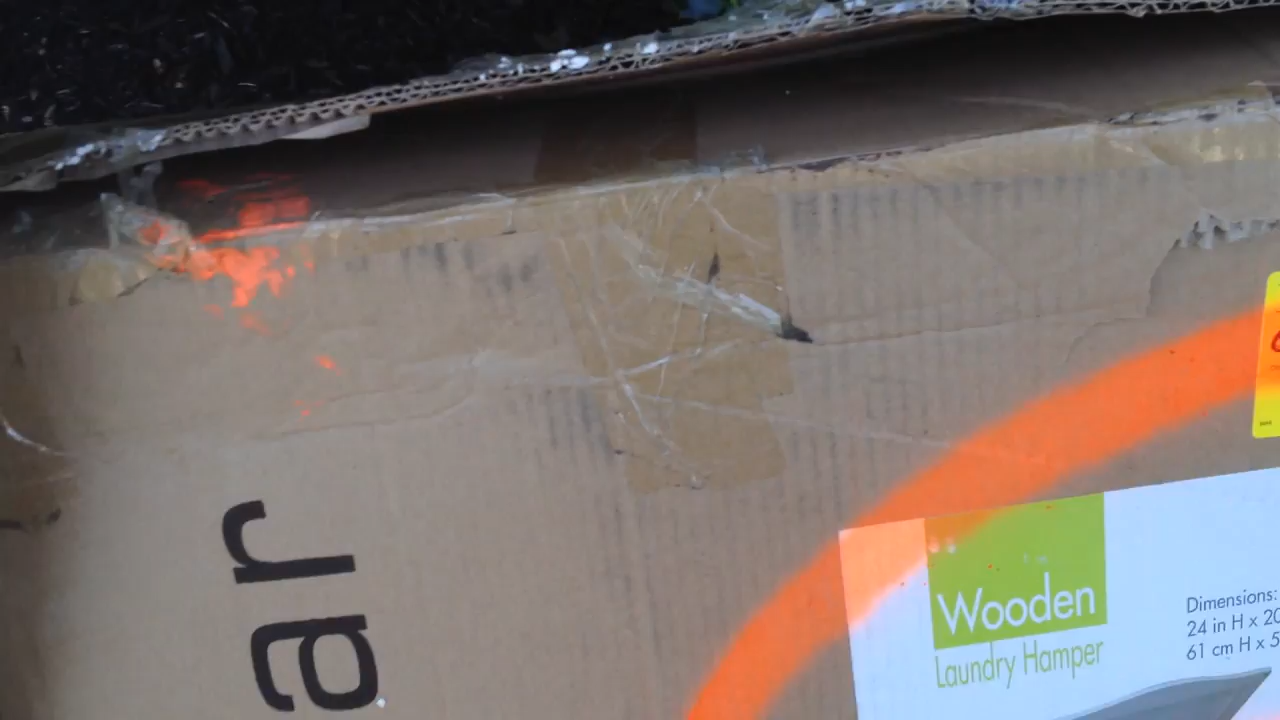 ar
Wooden
Laundry Hamper
Dimensions:
24 in H x 20
61 cm H x 5